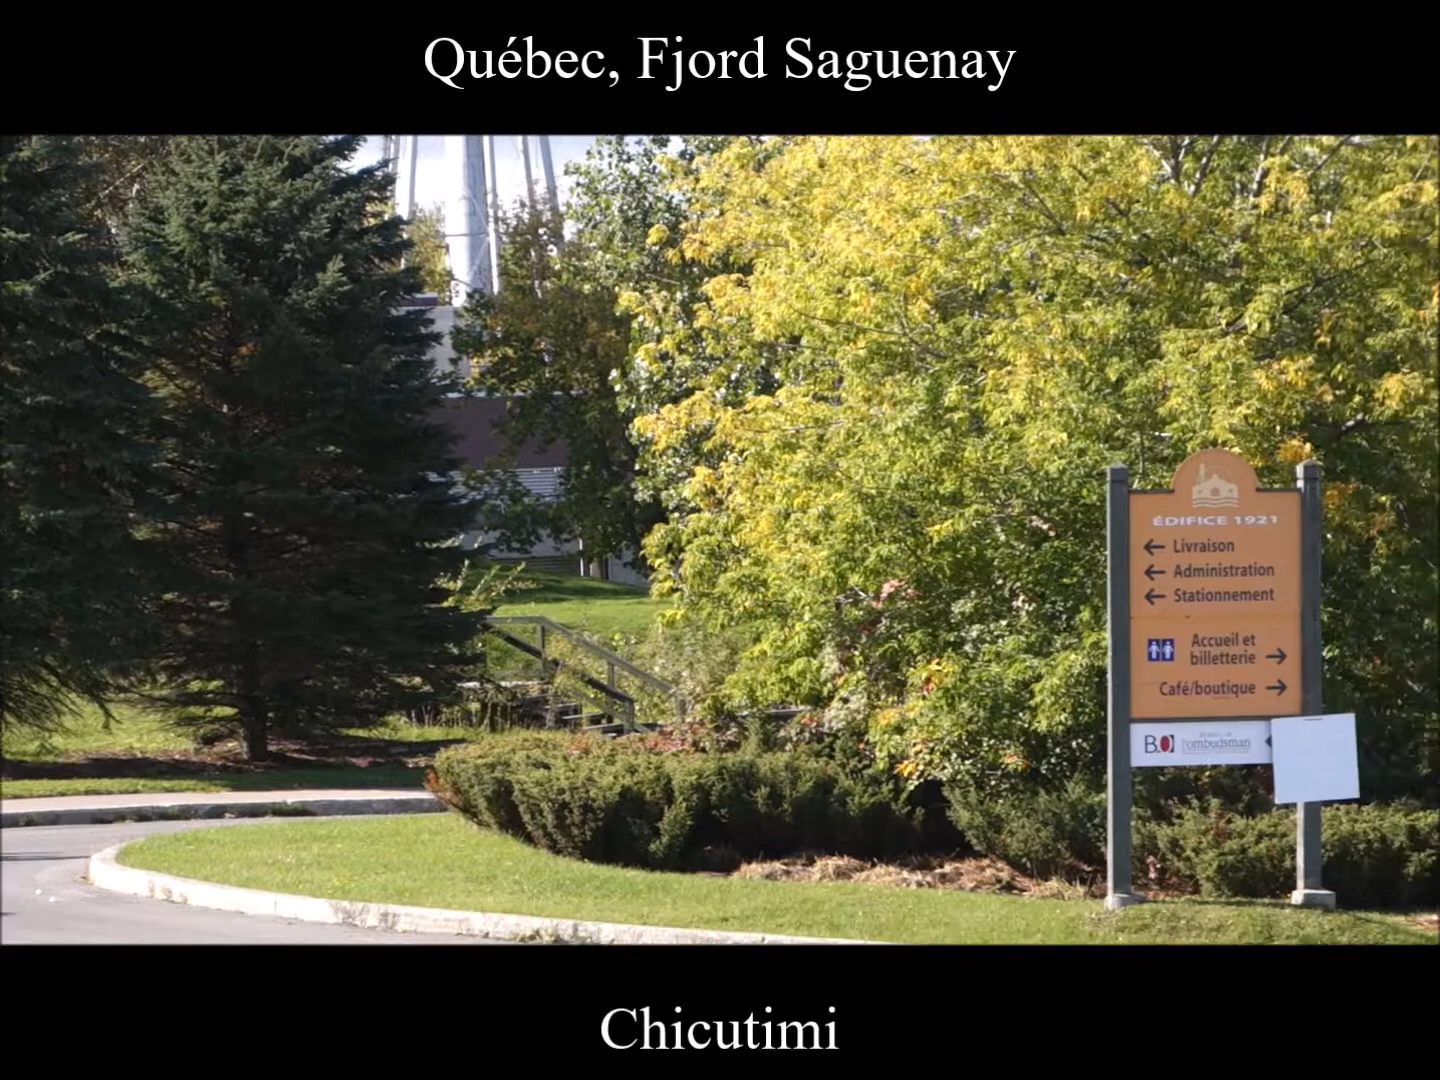 Québec, Fjord Saguenay
ÉDIFICE 1921
← Livraison
← Administration
← Stationnement
Accueil et
billetterie →
Café/boutique →
B.O
l'ombudsman
Chicutimi